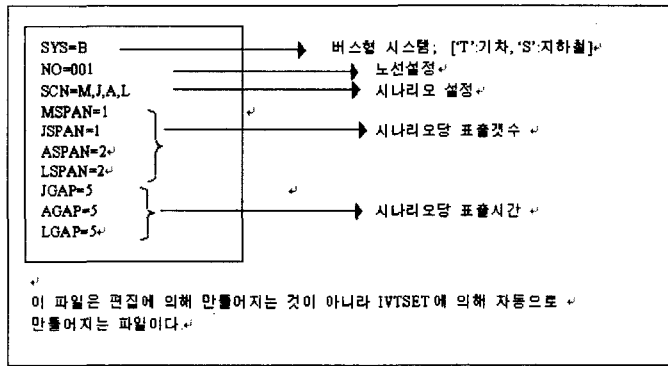 SYS=B 버스형 시스템; ['T':기차, 'S':지하철]
NO=001 노선설정
SCN=M,J,A,L 시나리오 설정
MSPAN=1
JSPAN=1 시나리오당 표출갯수
ASPAN=2
LSPAN=2
JGAP=5
AGAP=5 시나리오당 표출시간
LGAP=5
이 파일은 편집에 의해 만들어지는 것이 아니라 IVTSET에 의해 자동으로
만들어지는 파일이다.